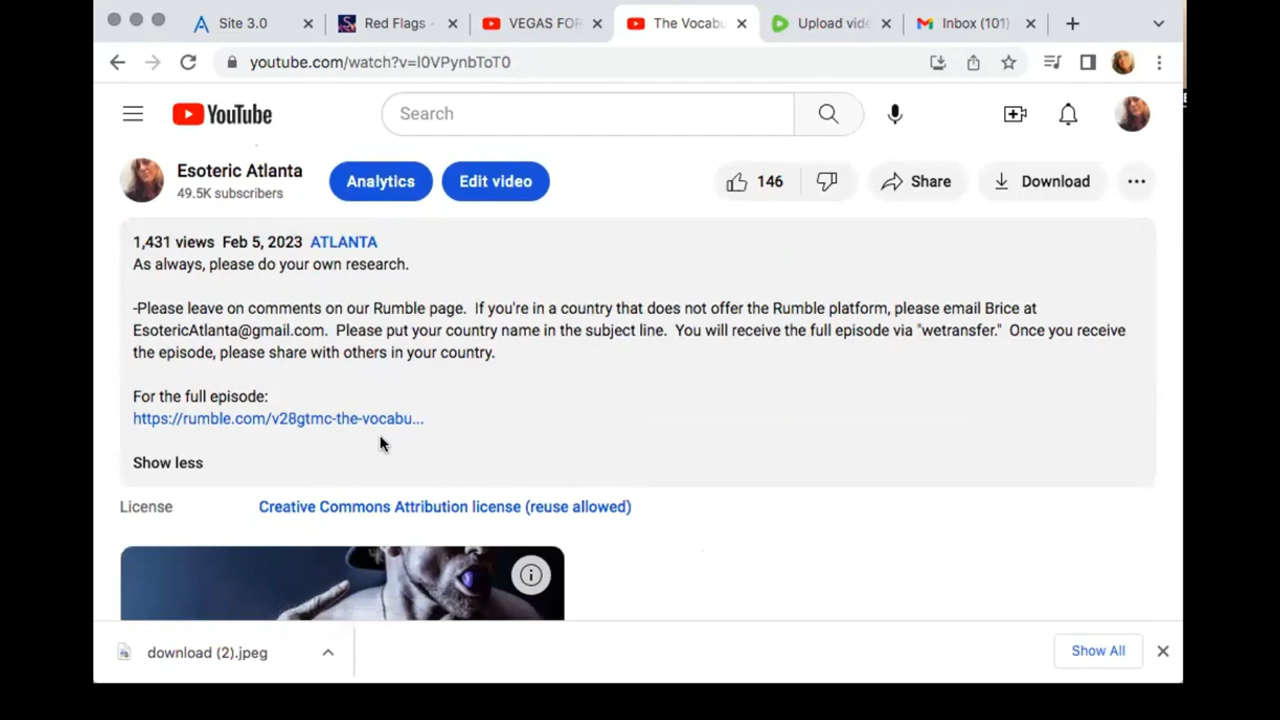 Site 3.0
Red Flags -
VEGAS FOR
The Vocabu
Upload vide
Inbox (101)
youtube.com/watch?v=I0VPynbToT0
YouTube
Search
Esoteric Atlanta
49.5K subscribers
Analytics
Edit video
146
Share
Download
1,431 views Feb 5, 2023 ATLANTA
As always, please do your own research.
-Please leave on comments on our Rumble page. If you're in a country that does not offer the Rumble platform, please email Brice at
EsotericAtlanta@gmail.com. Please put your country name in the subject line. You will receive the full episode via "wetransfer." Once you receive
the episode, please share with others in your country.
For the full episode:
https://rumble.com/v28gtmc-the-vocabu...
Show less
License
Creative Commons Attribution license (reuse allowed)
download (2).jpeg
Show All